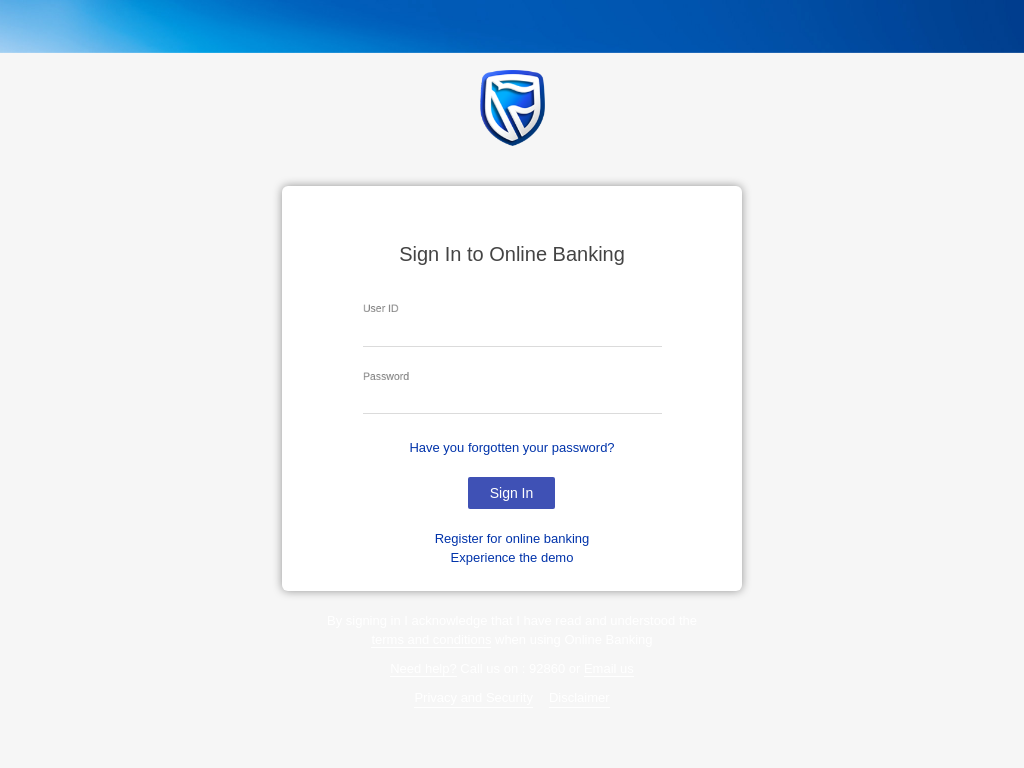 Sign In to Online Banking
User ID
Password
Have you forgotten your password?
Sign In
Register for online banking
Experience the demo
By signing in I acknowledge that I have read and understood the
terms and conditions when using Online Banking.
Need help? Call us on : 92860 or Email us
Privacy and Security Disclaimer